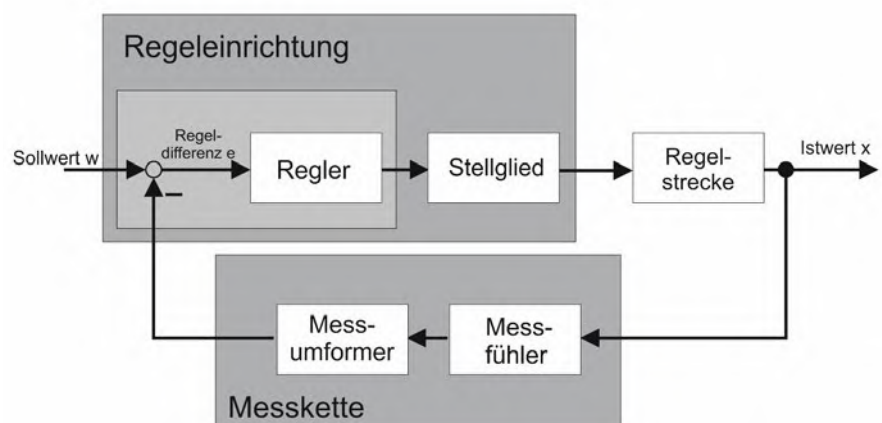 Regeleinrichtung
Sollwert w
Regel-
differenz e
Regler
Stellglied
Regel-
strecke
Istwert x
Mess-
umformer
Mess-
fühler
Messkette